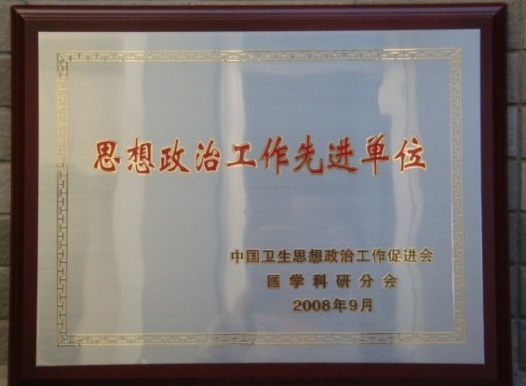 思想政治工作先进单位
中国卫生思想政治工作促进会
医学科研分会
2008年9月